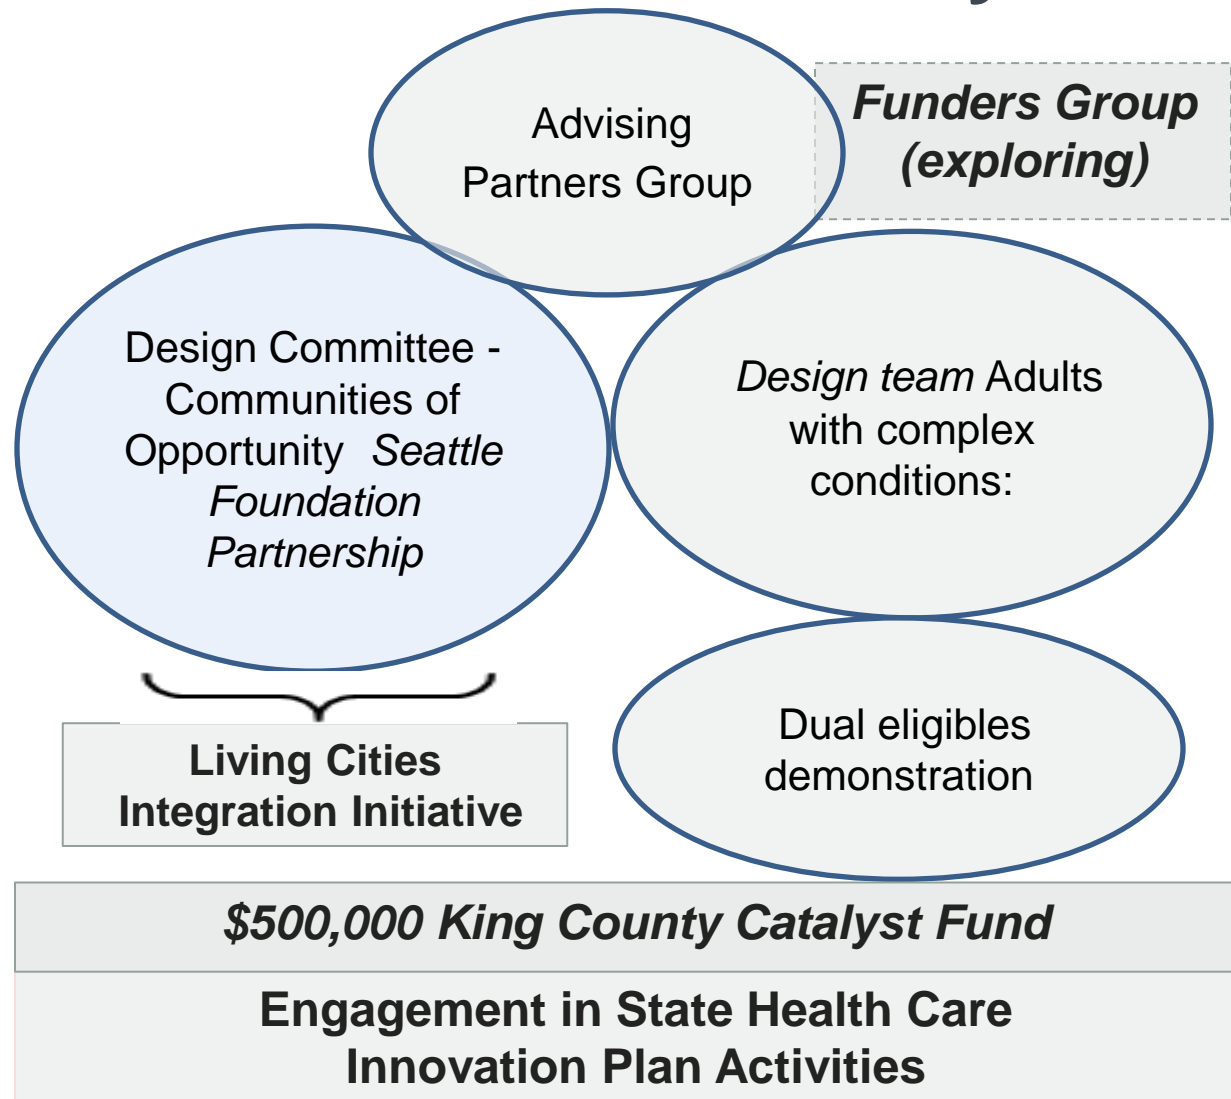 Advising
Partners Group
Funders Group
(exploring)
Design Committee -
Communities of
Opportunity Seattle
Foundation
Partnership
Design team Adults
with complex
conditions:
Living Cities
Integration Initiative
Dual eligibles
demonstration
$500,000 King County Catalyst Fund
Engagement in State Health Care
Innovation Plan Activities